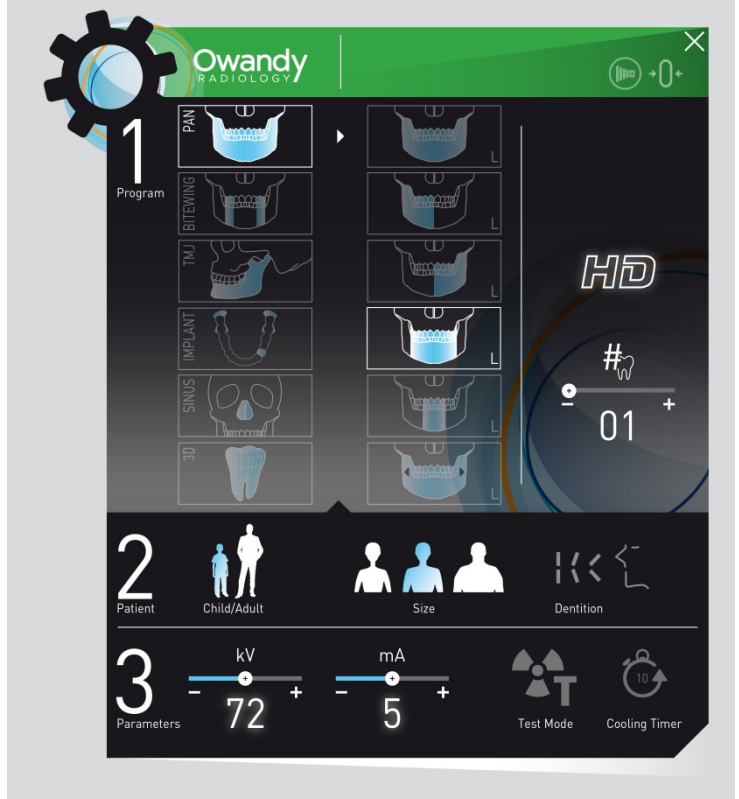 Owandy
RADIOLOGY
0
1
Program
PAN
L
BITEWING
L
TMJ
L
IMPLANT
L
SINUS
L
3D
L
HD
#
− +
01
2
Patient
Child/Adult
Size
Dentition
3
Parameters
kV
− +
72
mA
− +
5
T
Test Mode
10
Cooling Timer